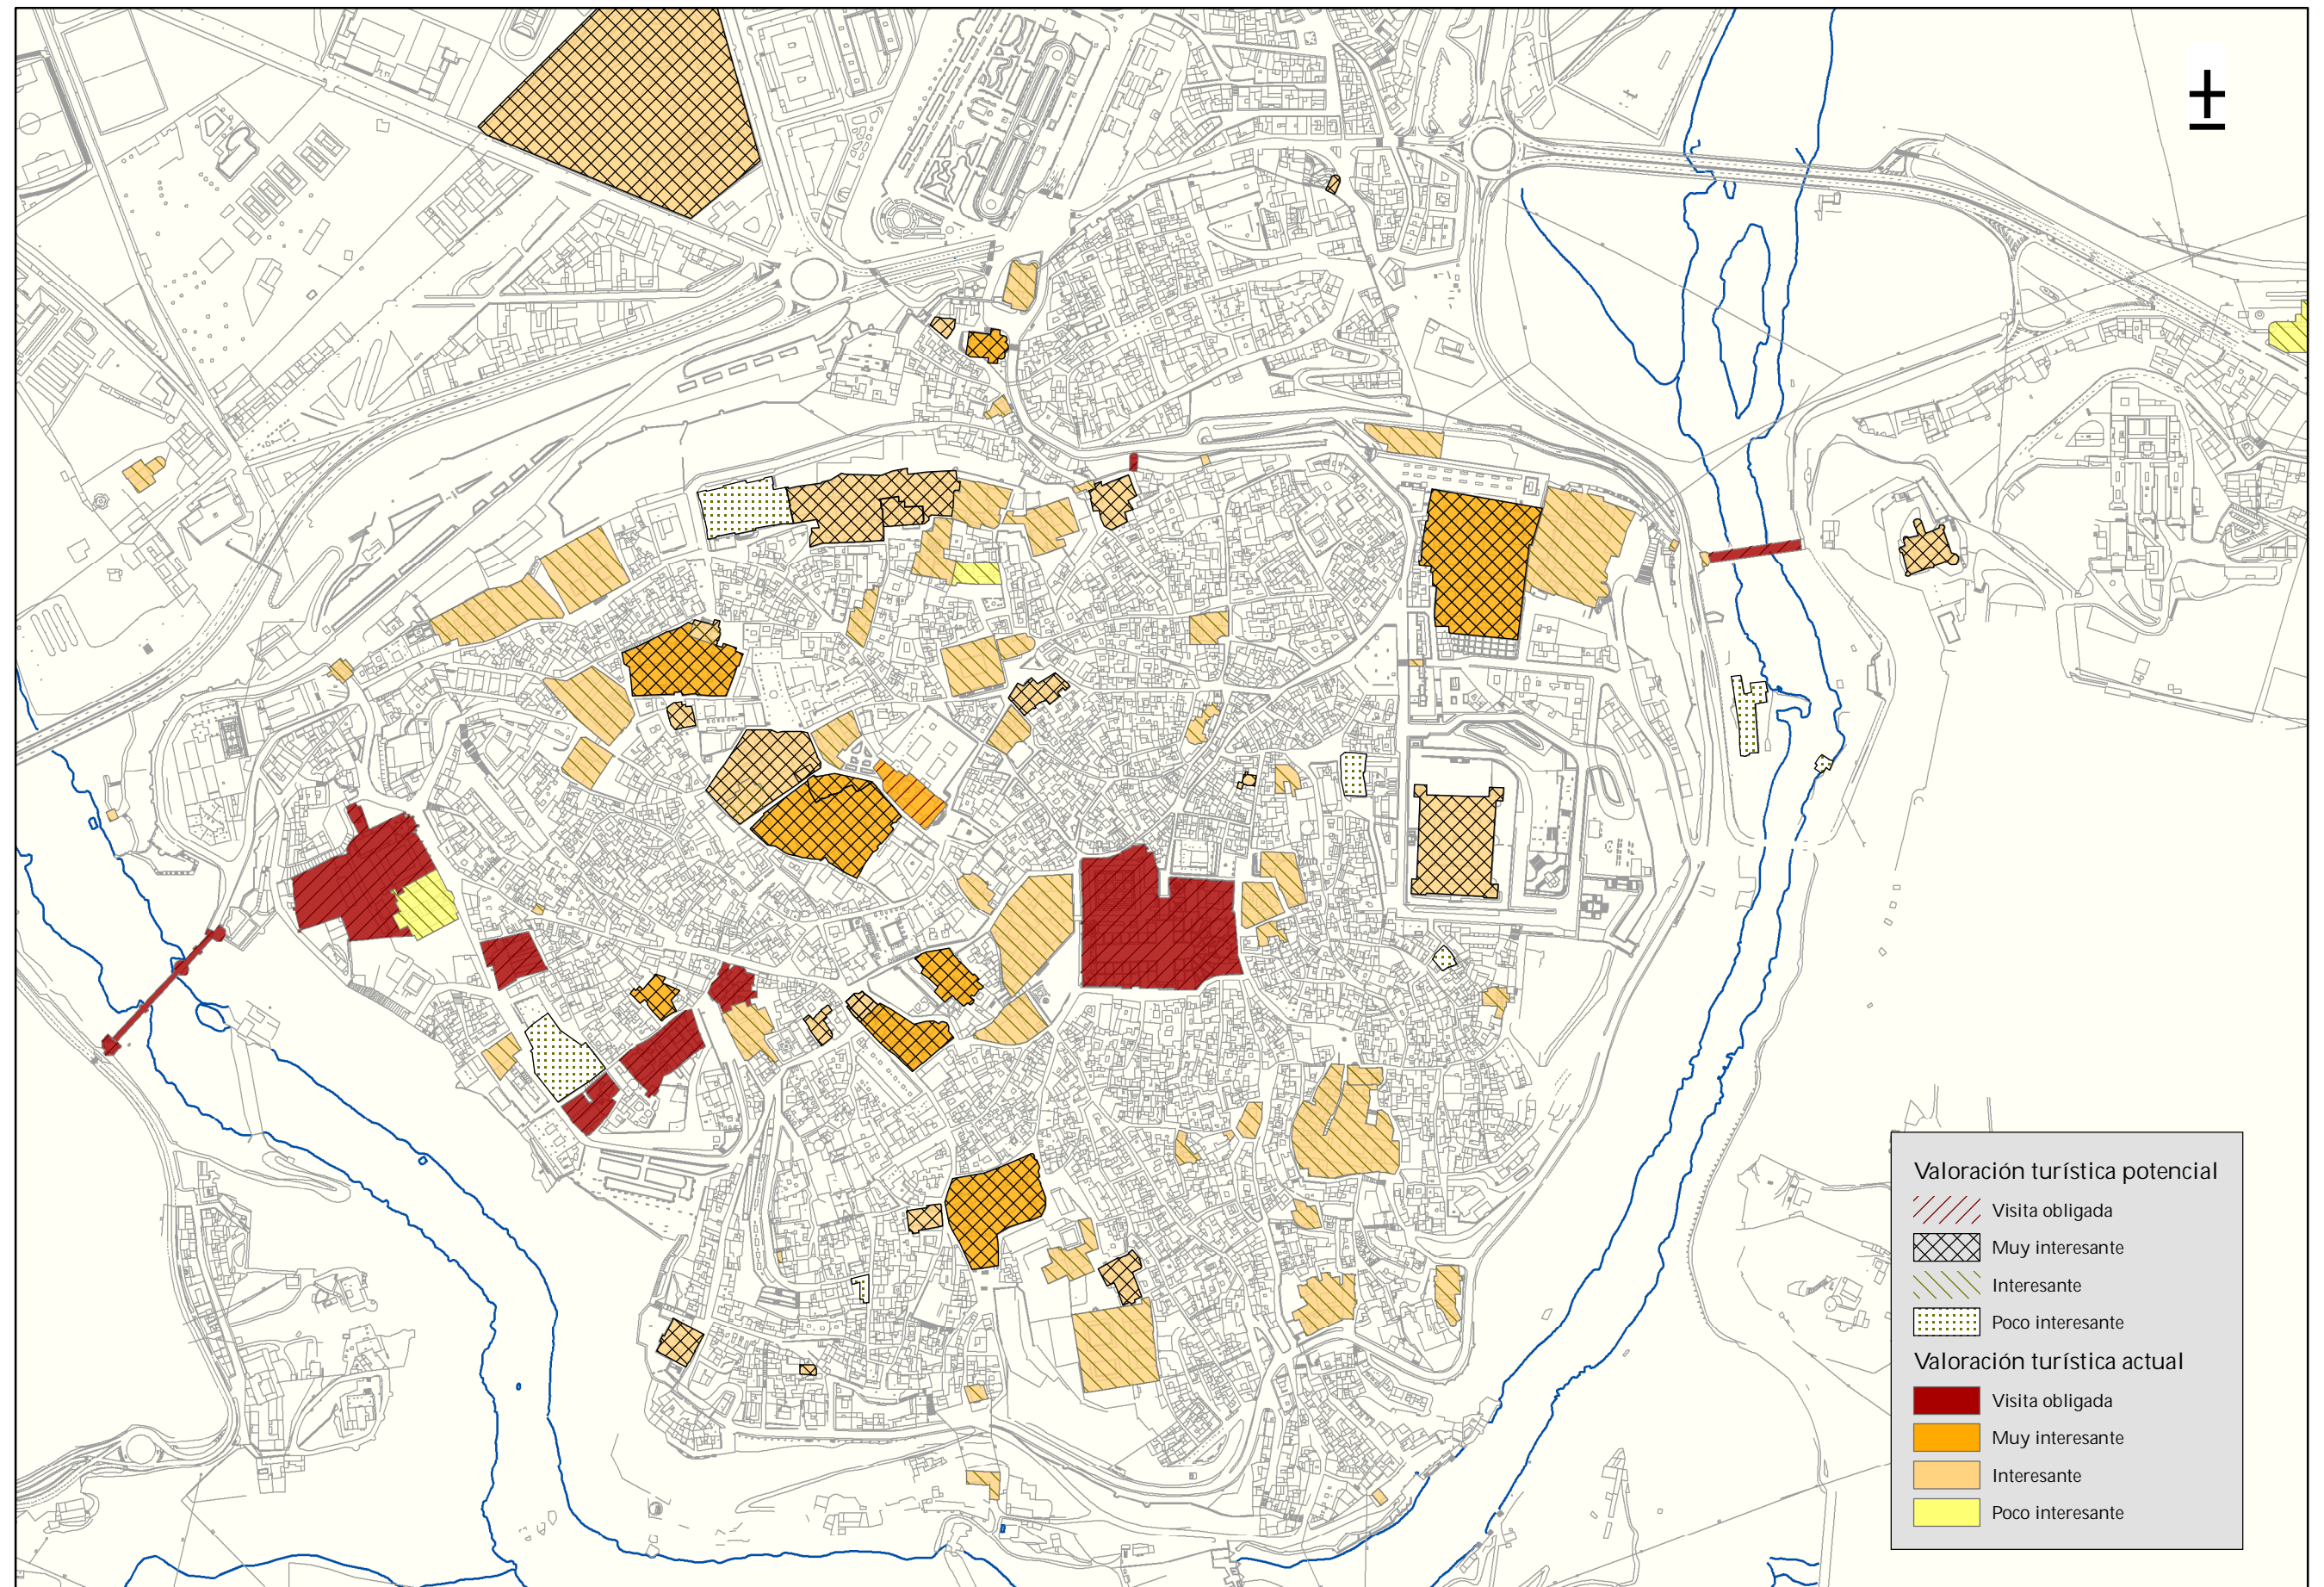 Valoración turística potencial
Visita obligada
Muy interesante
Interesante
Poco interesante
Valoración turística actual
Visita obligada
Muy interesante
Interesante
Poco interesante